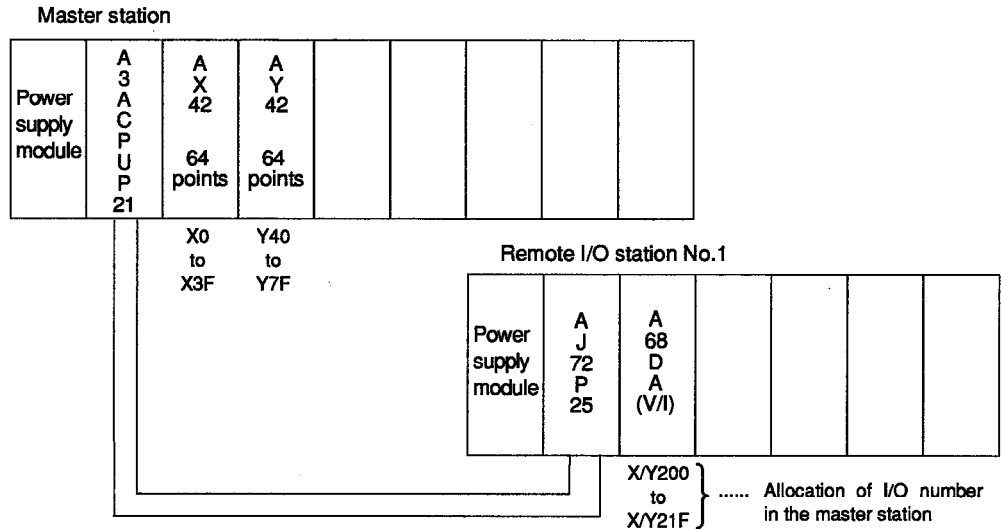 Master station
Power
supply
module
A
3
A
C
P
U
P
21
A
X
42
64
points
A
Y
42
64
points
X0
to
X3F
Y40
to
Y7F
Remote I/O station No.1
Power
supply
module
A
J
72
P
25
A
68
D
A
(V/I)
X/Y200
to
X/Y21F
...... Allocation of I/O number
in the master station